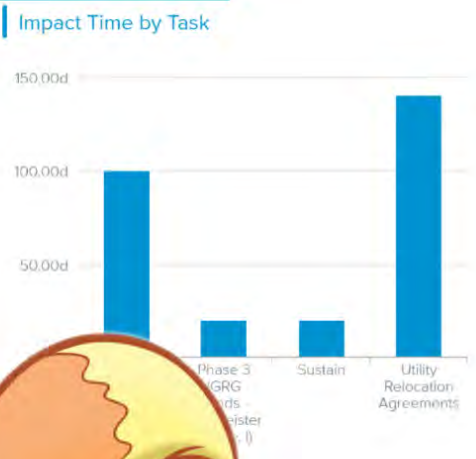 Impact Time by Task
150.00d
100.00d
50.00d
Phase 3
Sustain
Utility
Relocation
Agreements